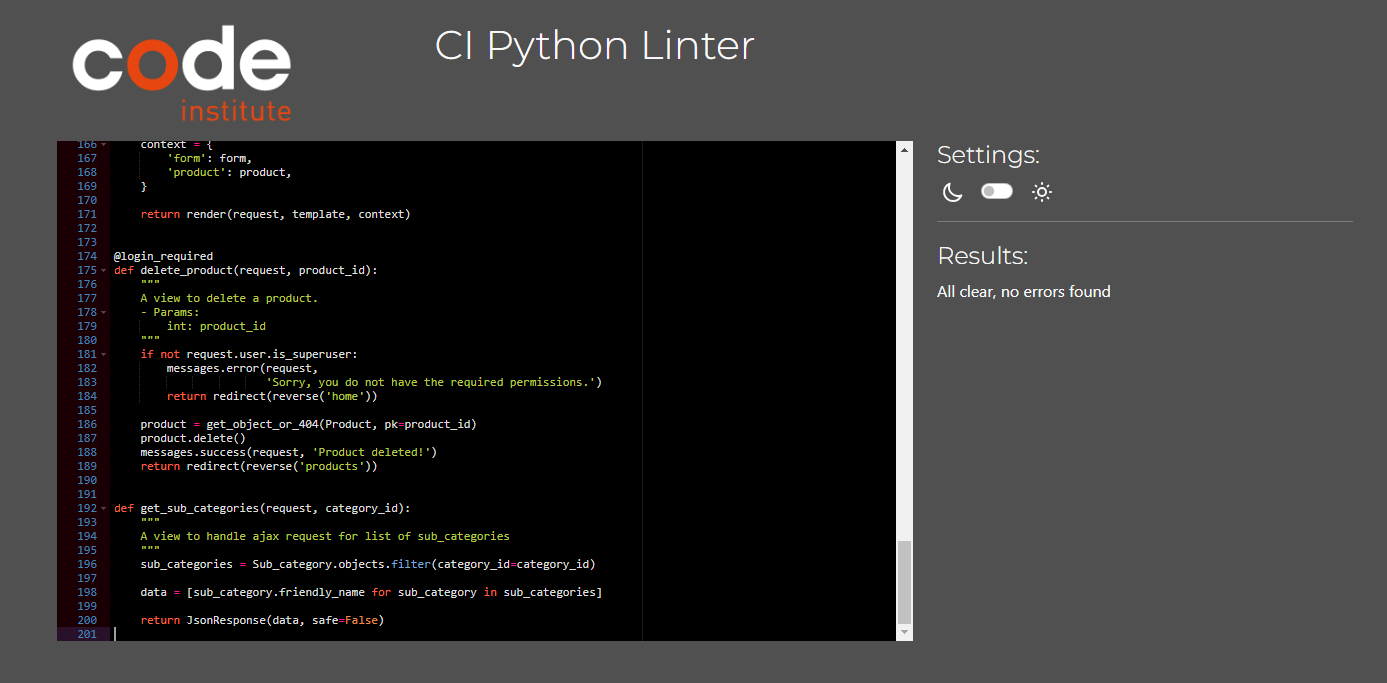 code
institute
CI Python Linter
166 context = {
167 'form': form,
168 'product': product,
169 }
170
171 return render(request, template, context)
172
173
174 @login_required
175 def delete_product(request, product_id):
176 """
177 A view to delete a product.
178 - Params:
179 int: product_id
180 """
181 if not request.user.is_superuser:
182 messages.error(request,
183 'Sorry, you do not have the required permissions.')
184 return redirect(reverse('home'))
185
186 product = get_object_or_404(Product, pk=product_id)
187 product.delete()
188 messages.success(request, 'Product deleted!')
189 return redirect(reverse('products'))
190
191
192 def get_sub_categories(request, category_id):
193 """
194 A view to handle ajax request for list of sub_categories
195 """
196 sub_categories = Sub_category.objects.filter(category_id=category_id)
197
198 data = [sub_category.friendly_name for sub_category in sub_categories]
199
200 return JsonResponse(data, safe=False)
201
Settings:
Results:
All clear, no errors found